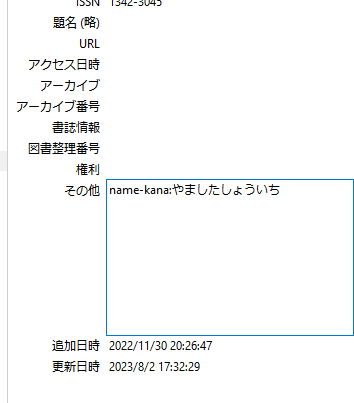 ISSN 1342-3045
題名 (略)
URL
アクセス日時
アーカイブ
アーカイブ番号
書誌情報
図書整理番号
権利
その他 name-kana:やましたしょういち
追加日時 2022/11/30 20:26:47
更新日時 2023/8/2 17:32:29